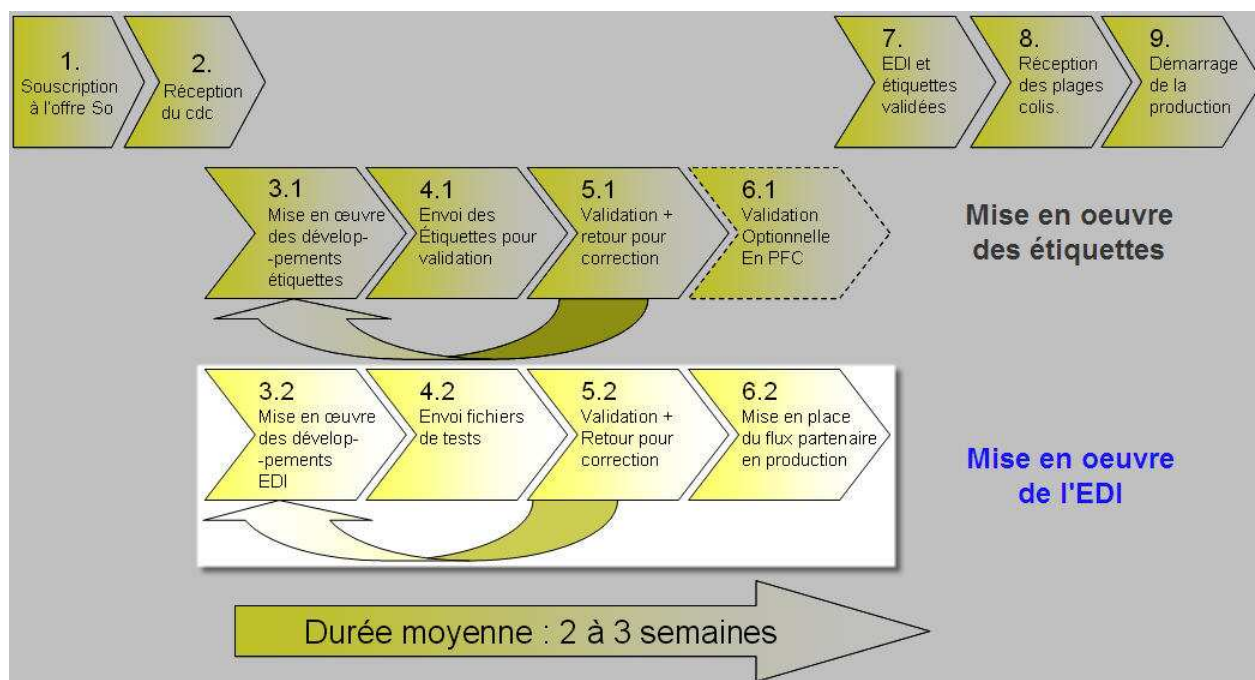 1.
Souscription
à l'offre So
2.
Réception
du cdc
7.
EDI et
étiquettes
validées
8.
Réception
des plages
colis.
9.
Démarrage
de la
production
3.1
Mise en œuvre
des dévelop-
-pements
étiquettes
4.1
Envoi des
Étiquettes pour
validation
5.1
Validation +
retour pour
correction
6.1
Validation
Optionnelle
En PFC
Mise en oeuvre
des étiquettes
3.2
Mise en œuvre
des dévelop-
-pements
EDI
4.2
Envoi fichiers
de tests
5.2
Validation +
Retour pour
correction
6.2
Mise en place
du flux partenaire
en production
Mise en oeuvre
de l'EDI
Durée moyenne : 2 à 3 semaines